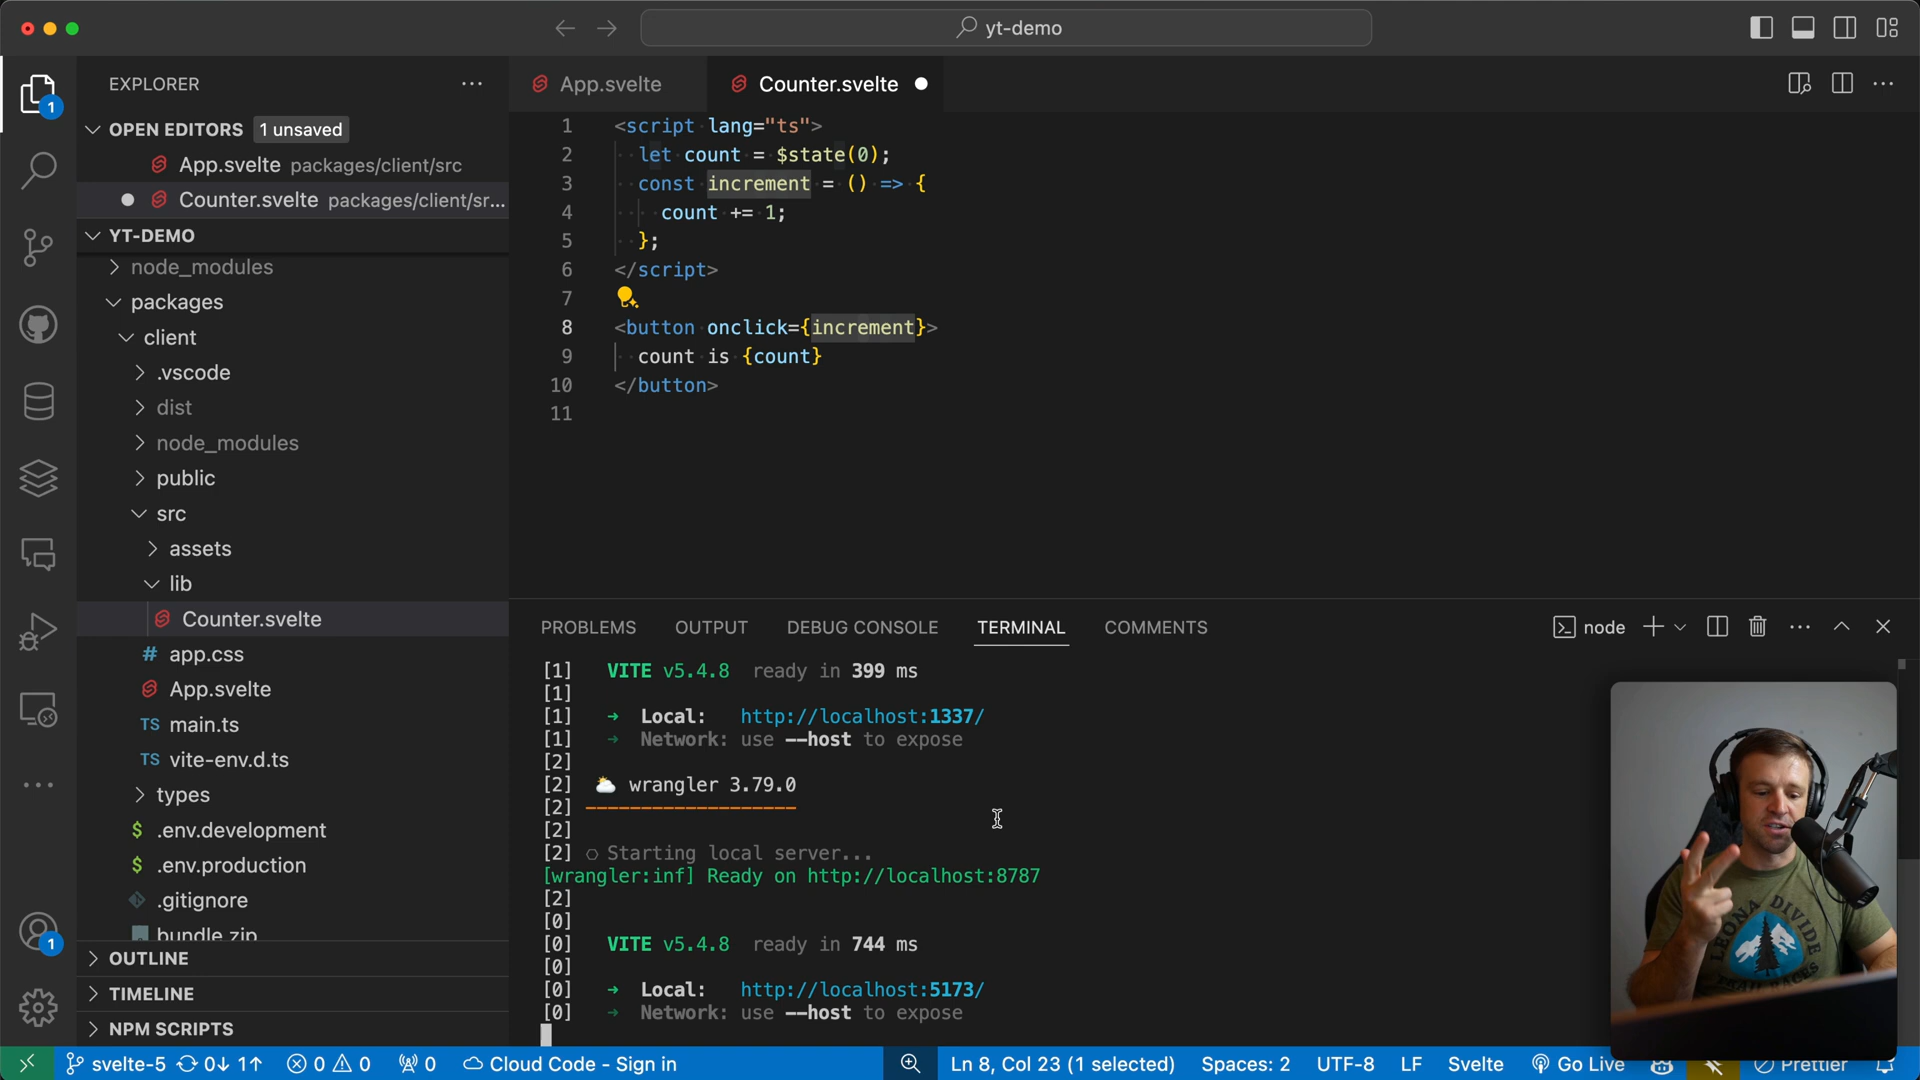 yt-demo
EXPLORER
OPEN EDITORS 1 unsaved
App.svelte packages/client/src
Counter.svelte packages/client/sr...
YT-DEMO
node_modules
packages
client
.vscode
dist
node_modules
public
src
assets
lib
Counter.svelte
# app.css
App.svelte
TS main.ts
TS vite-env.d.ts
types
$ .env.development
$ .env.production
.gitignore
bundle.zip
OUTLINE
TIMELINE
NPM SCRIPTS
1
1
App.svelte
Counter.svelte
1 <script lang="ts">
2 let count = $state(0);
3 const increment = () => {
4 count += 1;
5 };
6 </script>
7
8 <button onclick={increment}>
9 count is {count}
10 </button>
11
PROBLEMS OUTPUT DEBUG CONSOLE TERMINAL COMMENTS
node
[1] VITE v5.4.8 ready in 399 ms
[1]
[1] ➜ Local: http://localhost:1337/
[1] ➜ Network: use --host to expose
[2]
[2] ⛅️ wrangler 3.79.0
[2] -------------------
[2]
[2] ⎔ Starting local server...
[wrangler:inf] Ready on http://localhost:8787
[2]
[0]
[0] VITE v5.4.8 ready in 744 ms
[0]
[0] ➜ Local: http://localhost:5173/
[0] ➜ Network: use --host to expose
LEONA DIVIDE
TRAIL RACES
svelte-5 0↓ 1↑ 0 0 0 Cloud Code - Sign in Ln 8, Col 23 (1 selected) Spaces: 2 UTF-8 LF Svelte Go Live Prettier